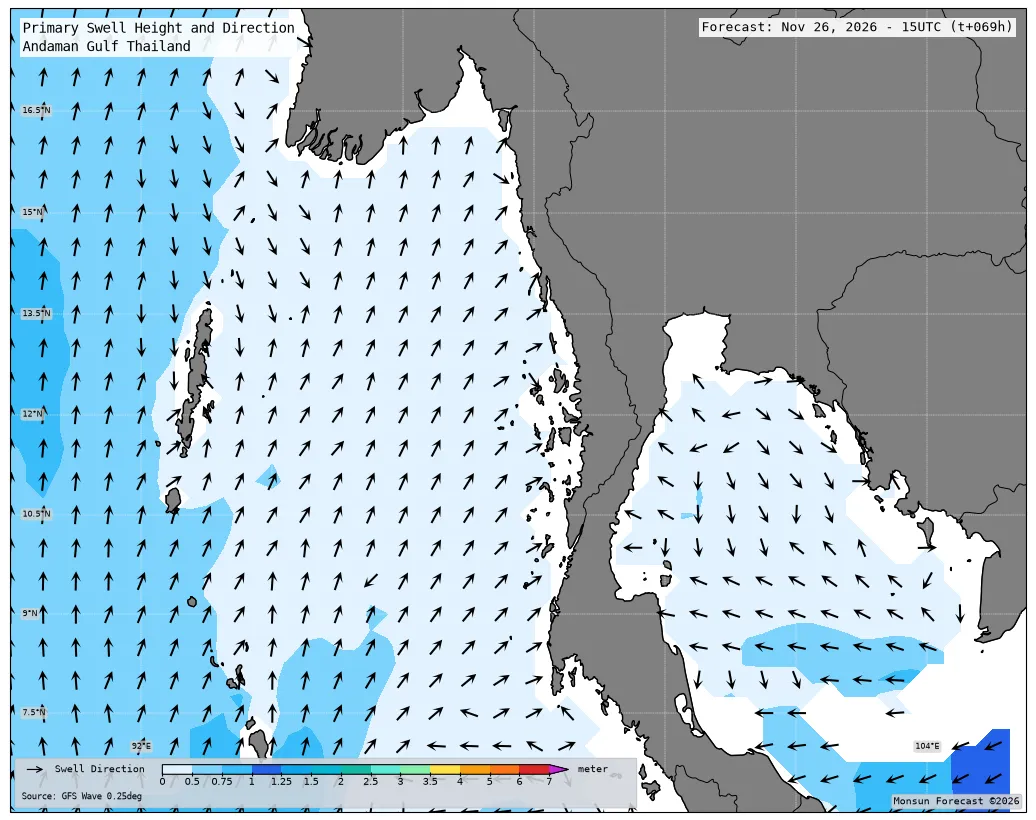 Primary Swell Height and Direction
Andaman Gulf Thailand
Forecast: Nov 26, 2026 - 15UTC (t+069h)
16.5°N
15°N
13.5°N
12°N
10.5°N
9°N
7.5°N
92°E
104°E
Swell Direction
0 0.5 0.75 1 1.25 1.5 2 2.5 3 3.5 4 5 6 7
meter
Source: GFS Wave 0.25deg
Monsun Forecast ©2026